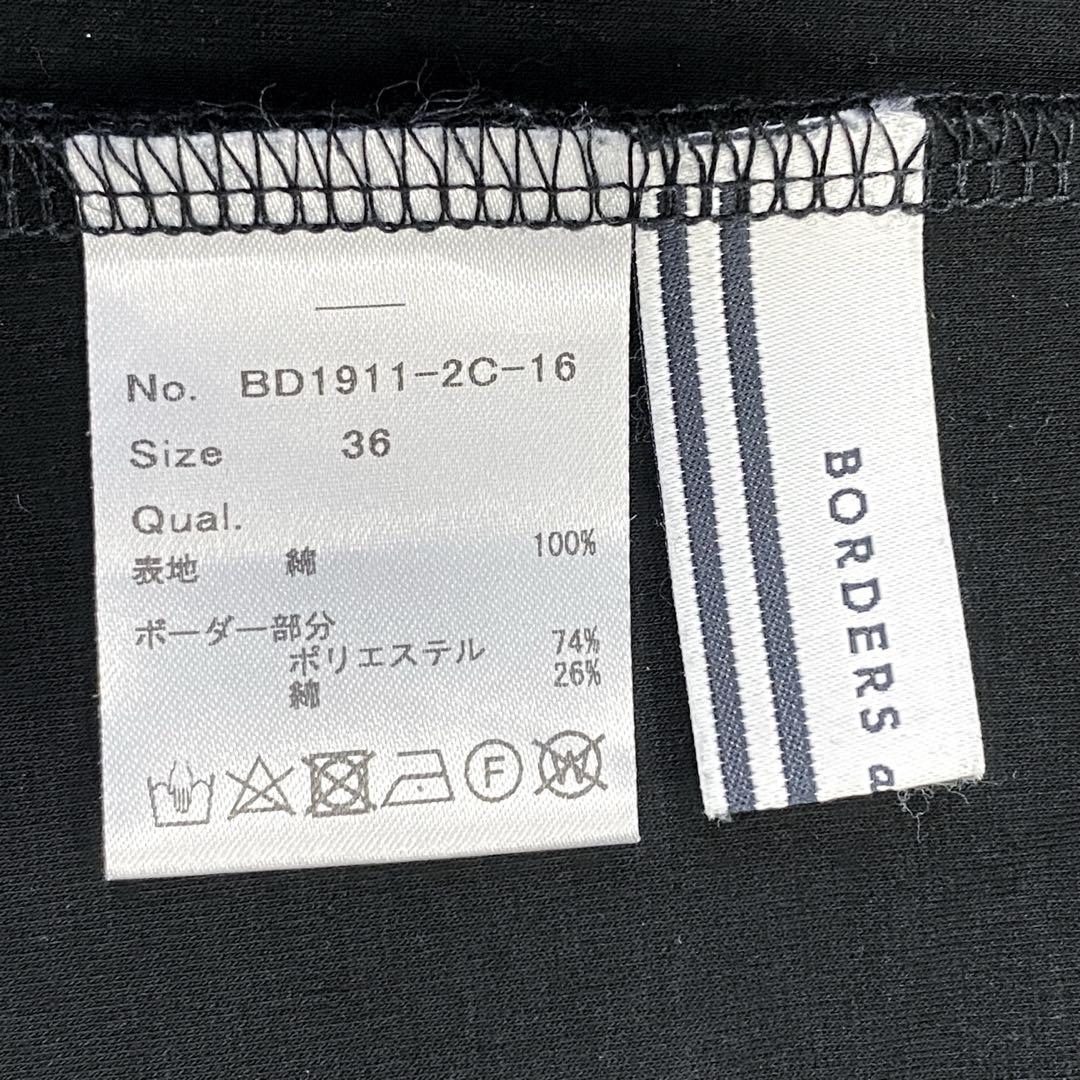 No. BD1911-2C-16
Size 36
Qual.
表地 綿 100%
ボーダー部分
ポリエステル 74%
綿 26%
F
W
BORDERS a